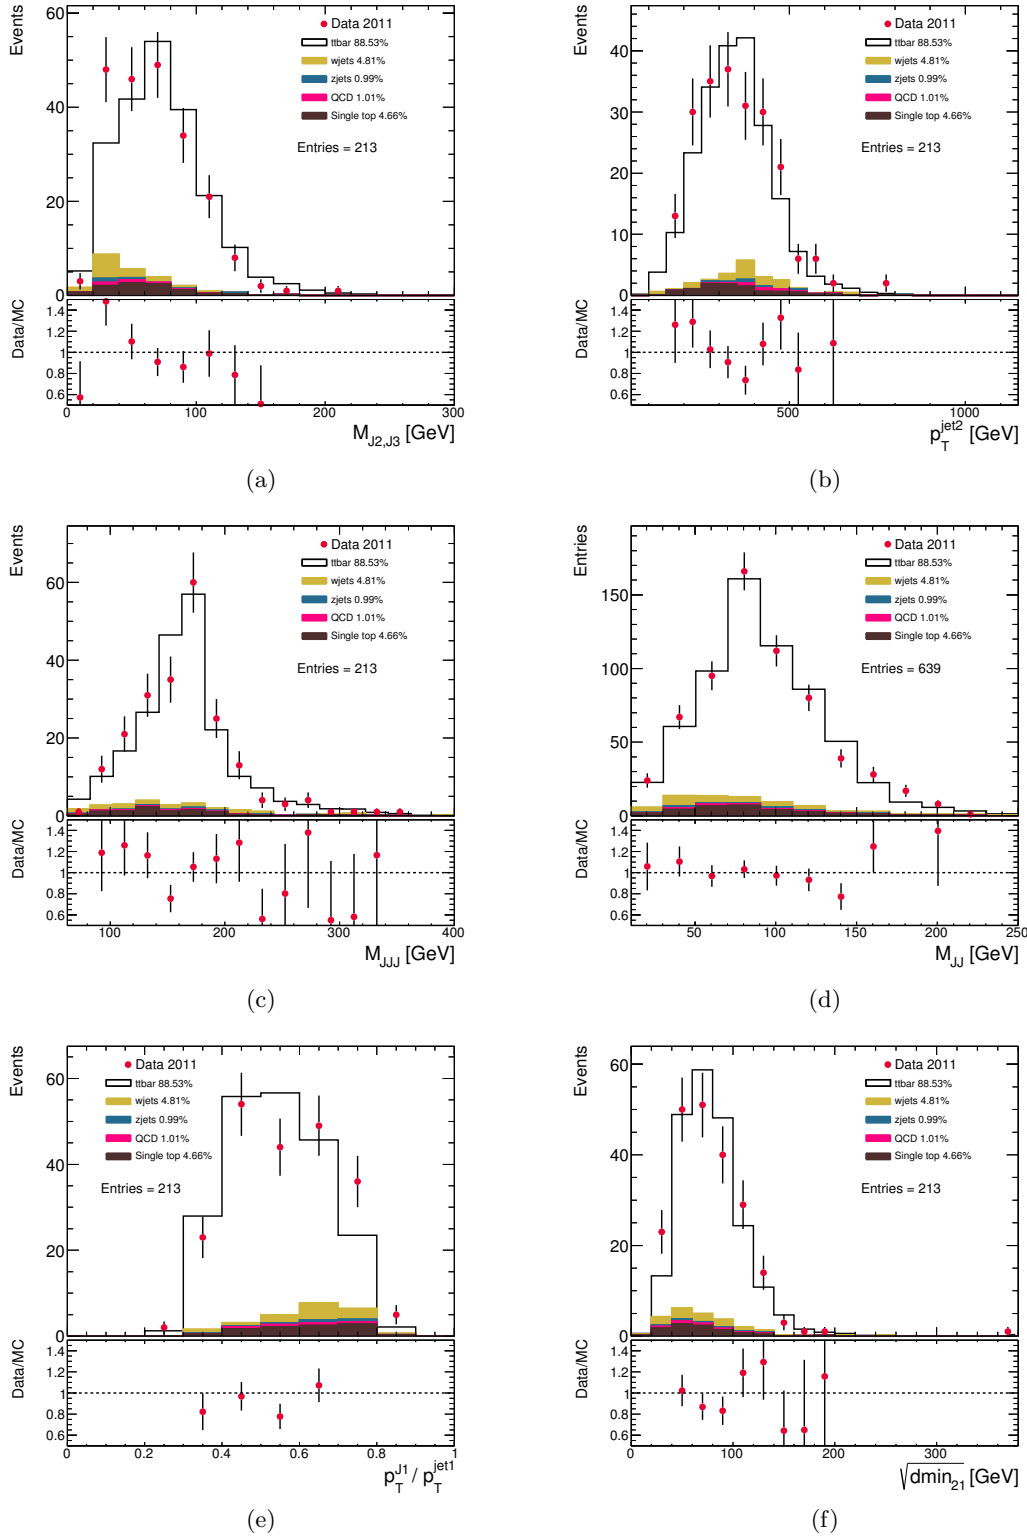 Events
60
40
20
0
Data 2011
ttbar 88.53%
wjets 4.81%
zjets 0.99%
QCD 1.01%
Single top 4.66%
Entries = 213
Data/MC
1.4
1.2
1
0.8
0.6
0 100 200 300
M_J2,J3 [GeV]
(a)
Events
40
30
20
10
0
Data 2011
ttbar 88.53%
wjets 4.81%
zjets 0.99%
QCD 1.01%
Single top 4.66%
Entries = 213
Data/MC
1.4
1.2
1
0.8
0.6
500 1000
p_T^jet2 [GeV]
(b)
Events
60
40
20
0
Data 2011
ttbar 88.53%
wjets 4.81%
zjets 0.99%
QCD 1.01%
Single top 4.66%
Entries = 213
Data/MC
1.4
1.2
1
0.8
0.6
100 200 300 400
M_JJJ [GeV]
(c)
Entries
150
100
50
0
Data 2011
ttbar 88.53%
wjets 4.81%
zjets 0.99%
QCD 1.01%
Single top 4.66%
Entries = 639
Data/MC
1.4
1.2
1
0.8
0.6
50 100 150 200 250
M_JJ [GeV]
(d)
Events
60
40
20
0
Data 2011
ttbar 88.53%
wjets 4.81%
zjets 0.99%
QCD 1.01%
Single top 4.66%
Entries = 213
Data/MC
1.4
1.2
1
0.8
0.6
0 0.2 0.4 0.6 0.8 1
p_T^J1 / p_T^jet1
(e)
Events
60
40
20
0
Data 2011
ttbar 88.53%
wjets 4.81%
zjets 0.99%
QCD 1.01%
Single top 4.66%
Entries = 213
Data/MC
1.4
1.2
1
0.8
0.6
0 100 200 300
√dmin_21 [GeV]
(f)